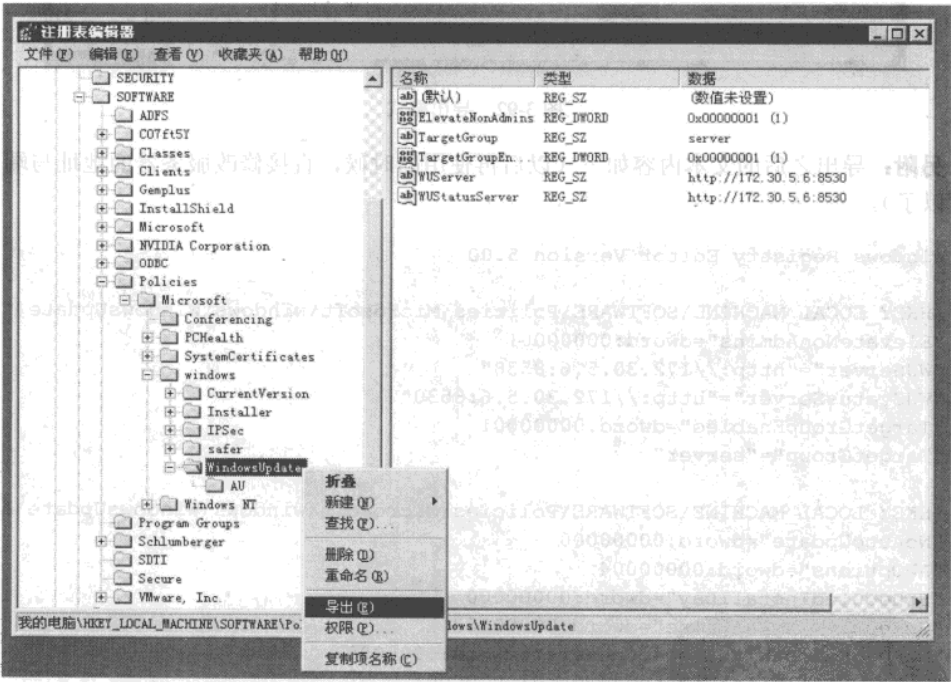 注册表编辑器
文件(F) 编辑(E) 查看(V) 收藏夹(A) 帮助(H)
SECURITY
SOFTWARE
ADFS
C07ft5Y
Classes
Clients
Gemplus
InstallShield
Microsoft
NVIDIA Corporation
ODBC
Policies
Microsoft
Conferencing
PCHealth
SystemCertificates
windows
CurrentVersion
Installer
IPSec
safer
WindowsUpdate
AU
Windows NT
Program Groups
Schlumberger
SDTI
Secure
VMware, Inc.
名称 类型 数据
(默认) REG_SZ (数值未设置)
ElevateNonAdmins REG_DWORD 0x00000001 (1)
TargetGroup REG_SZ server
TargetGroupEn... REG_DWORD 0x00000001 (1)
WUServer REG_SZ http://172.30.5.6:8530
WUStatusServer REG_SZ http://172.30.5.6:8530
折叠
新建(N)
查找(F)...
删除(D)
重命名(R)
导出(E)
权限(P)...
复制项名称(C)
我的电脑\HKEY_LOCAL_MACHINE\SOFTWARE\Po dows\WindowsUpdate